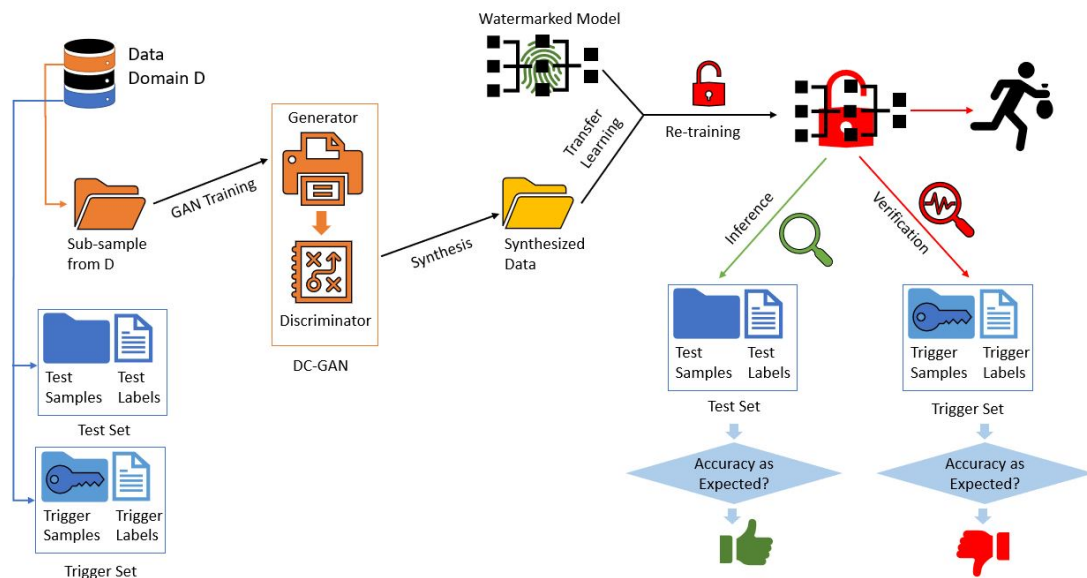 Data
Domain D
Sub-sample
from D
GAN Training
Generator
Discriminator
DC-GAN
Synthesis
Synthesized
Data
Watermarked Model
Transfer
Learning
Re-training
Inference
Verification
Test
Samples
Test
Labels
Test Set
Trigger
Samples
Trigger
Labels
Trigger Set
Test
Samples
Test
Labels
Test Set
Accuracy as
Expected?
Trigger
Samples
Trigger
Labels
Trigger Set
Accuracy as
Expected?